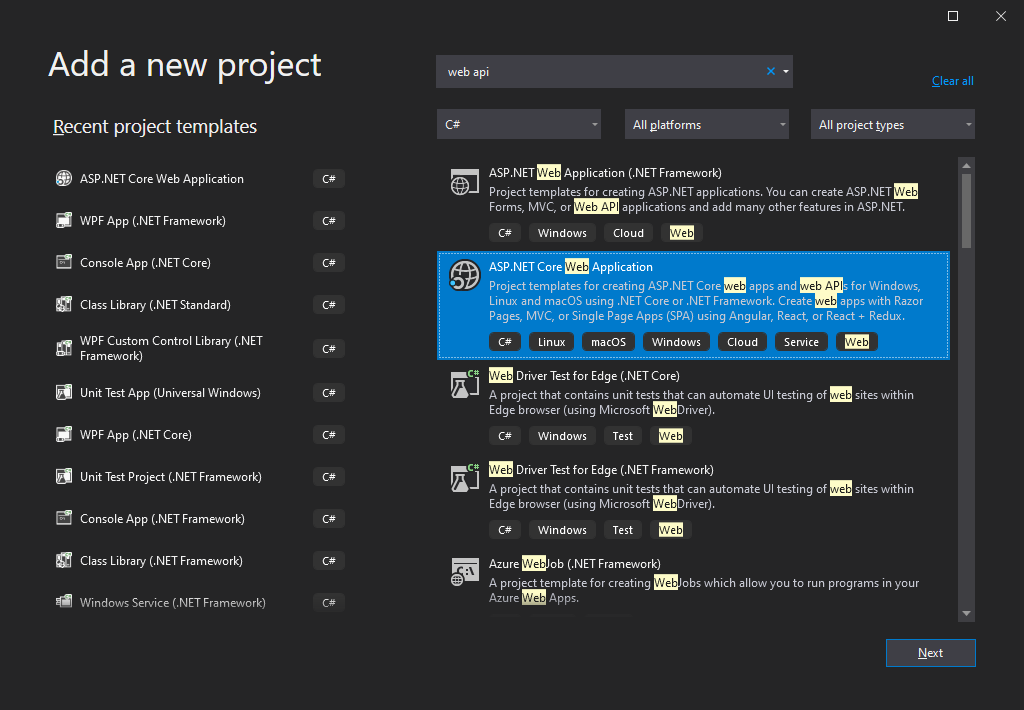 Add a new project
Recent project templates
ASP.NET Core Web Application C#
WPF App (.NET Framework) C#
Console App (.NET Core) C#
Class Library (.NET Standard) C#
WPF Custom Control Library (.NET
Framework) C#
Unit Test App (Universal Windows) C#
WPF App (.NET Core) C#
Unit Test Project (.NET Framework) C#
Console App (.NET Framework) C#
Class Library (.NET Framework) C#
Windows Service (.NET Framework) C#
web api
Clear all
C# All platforms All project types
ASP.NET Web Application (.NET Framework)
Project templates for creating ASP.NET applications. You can create ASP.NET Web
Forms, MVC, or Web API applications and add many other features in ASP.NET.
C# Windows Cloud Web
ASP.NET Core Web Application
Project templates for creating ASP.NET Core web apps and web APIs for Windows,
Linux and macOS using .NET Core or .NET Framework. Create web apps with Razor
Pages, MVC, or Single Page Apps (SPA) using Angular, React, or React + Redux.
C# Linux macOS Windows Cloud Service Web
Web Driver Test for Edge (.NET Core)
A project that contains unit tests that can automate UI testing of web sites within
Edge browser (using Microsoft WebDriver).
C# Windows Test Web
Web Driver Test for Edge (.NET Framework)
A project that contains unit tests that can automate UI testing of web sites within
Edge browser (using Microsoft WebDriver).
C# Windows Test Web
Azure WebJob (.NET Framework)
A project template for creating WebJobs which allow you to run programs in your
Azure Web Apps.
Next